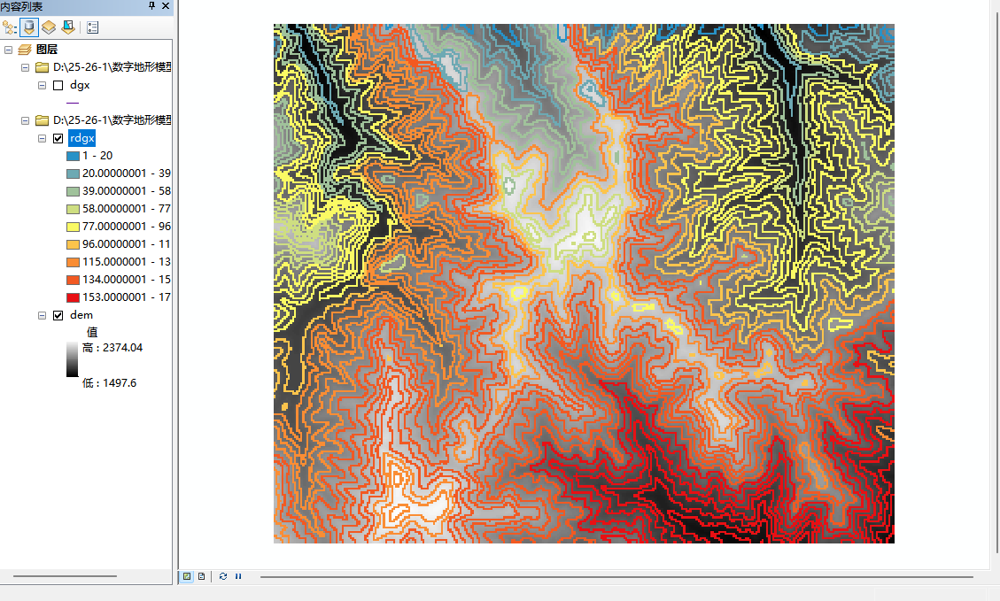 内容列表
图层
D:\25-26-1\数字地形模型
dgx
D:\25-26-1\数字地形模型
rdgx
1 - 20
20.00000001 - 39
39.00000001 - 58
58.00000001 - 77
77.00000001 - 96
96.00000001 - 11
115.0000001 - 13
134.0000001 - 15
153.0000001 - 17
dem
值
高 : 2374.04
低 : 1497.6